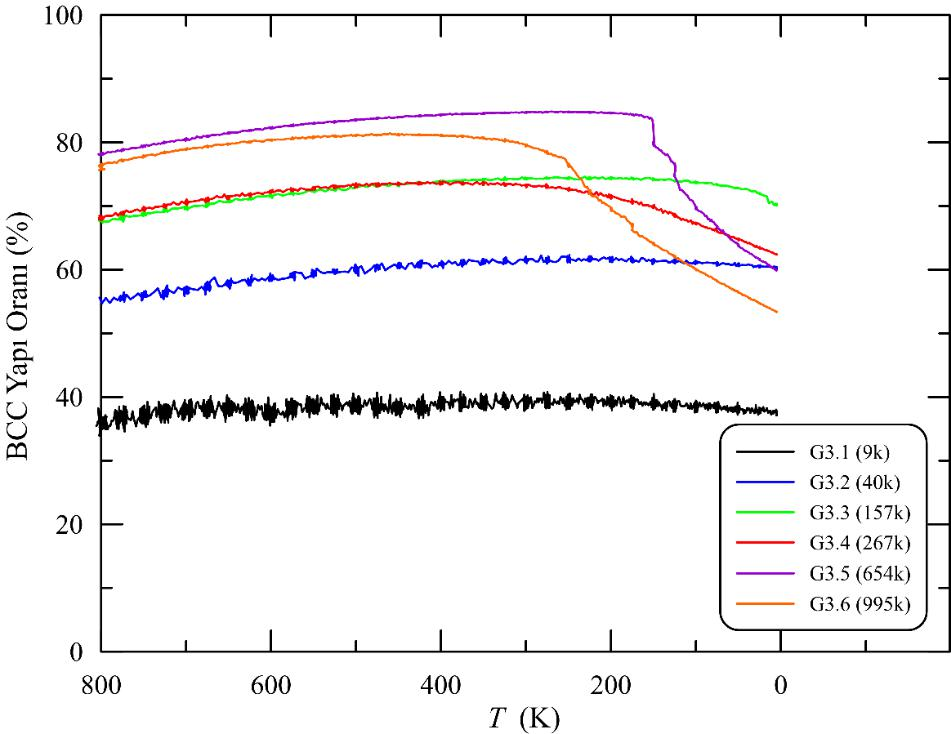 100
80
60
40
20
0
BCC Yapı Oranı (%)
800 600 400 200 0
T (K)
G3.1 (9k)
G3.2 (40k)
G3.3 (157k)
G3.4 (267k)
G3.5 (654k)
G3.6 (995k)